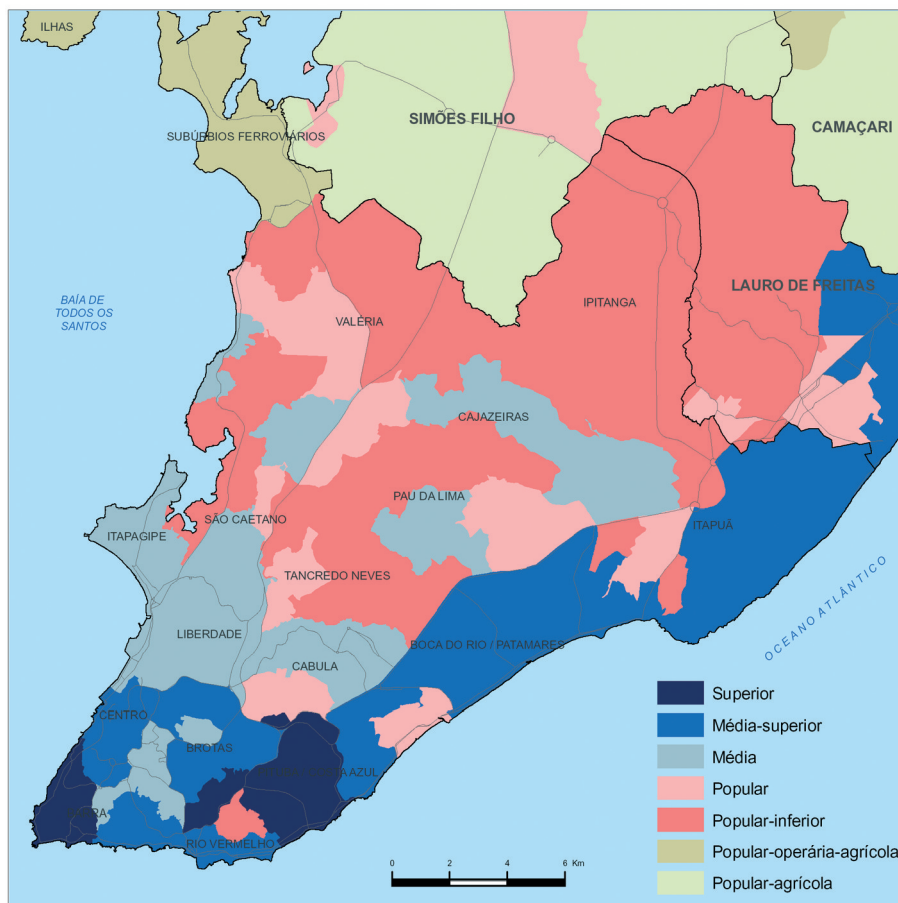 ILHAS
SUBÚRBIOS FERROVIÁRIOS
SIMÕES FILHO
CAMAÇARI
BAÍA DE
TODOS OS
SANTOS
LAURO DE FREITAS
IPITANGA
VALÉRIA
CAJAZEIRAS
PAU DA LIMA
SÃO CAETANO
ITAPUÃ
ITAPAGIPE
TANCREDO NEVES
LIBERDADE
BOCA DO RIO / PATAMARES
OCEANO ATLÂNTICO
CABULA
CENTRO
BROTAS
AZUL
RIO VERMELHO
Superior
Média-superior
Média
Popular
Popular-inferior
Popular-operária-agrícola
Popular-agrícola
0 2 4 6 Km